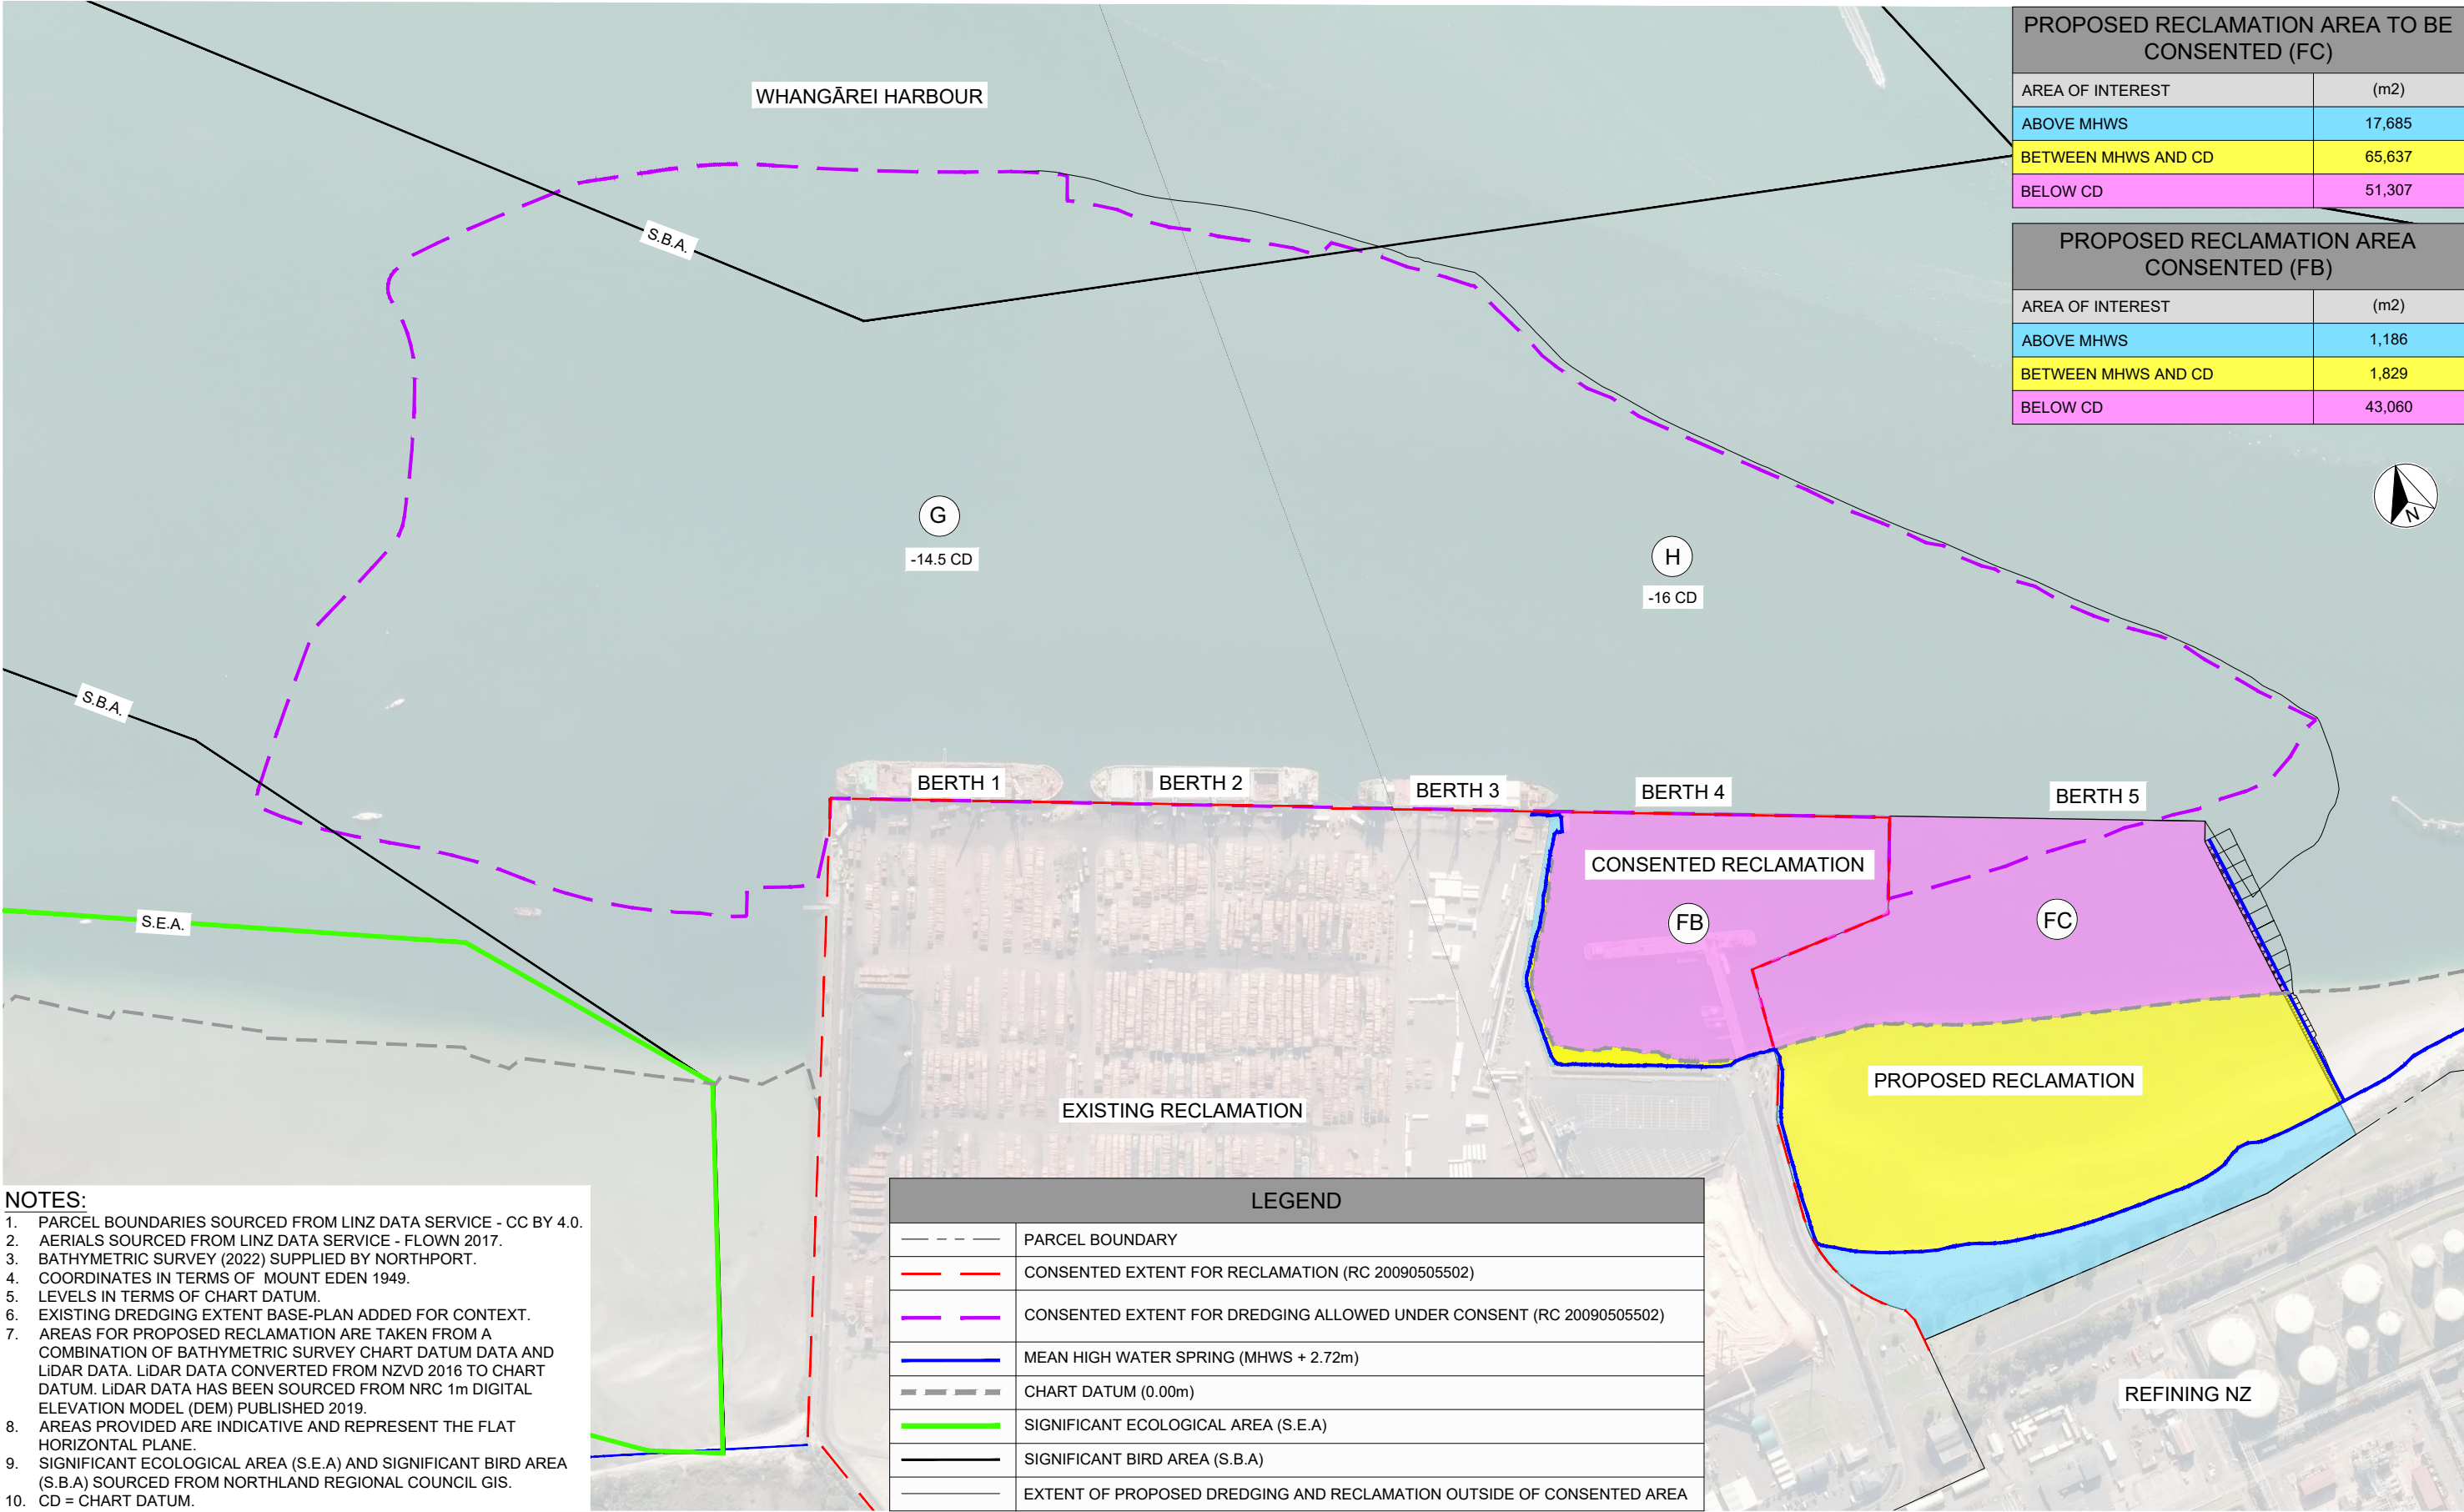 WHANGĀREI HARBOUR
PROPOSED RECLAMATION AREA TO BE
CONSENTED (FC)
AREA OF INTEREST (m2)
ABOVE MHWS 17,685
BETWEEN MHWS AND CD 65,637
BELOW CD 51,307
PROPOSED RECLAMATION AREA
CONSENTED (FB)
AREA OF INTEREST (m2)
ABOVE MHWS 1,186
BETWEEN MHWS AND CD 1,829
BELOW CD 43,060
S.B.A.
N
G
-14.5 CD
H
-16 CD
S.B.A.
BERTH 1
BERTH 2
BERTH 3
BERTH 4
BERTH 5
CONSENTED RECLAMATION
FB
FC
S.E.A.
PROPOSED RECLAMATION
EXISTING RECLAMATION
REFINING NZ
NOTES:
1. PARCEL BOUNDARIES SOURCED FROM LINZ DATA SERVICE - CC BY 4.0.
2. AERIALS SOURCED FROM LINZ DATA SERVICE - FLOWN 2017.
3. BATHYMETRIC SURVEY (2022) SUPPLIED BY NORTHPORT.
4. COORDINATES IN TERMS OF MOUNT EDEN 1949.
5. LEVELS IN TERMS OF CHART DATUM.
6. EXISTING DREDGING EXTENT BASE-PLAN ADDED FOR CONTEXT.
7. AREAS FOR PROPOSED RECLAMATION ARE TAKEN FROM A
COMBINATION OF BATHYMETRIC SURVEY CHART DATUM DATA AND
LiDAR DATA. LiDAR DATA CONVERTED FROM NZVD 2016 TO CHART
DATUM. LiDAR DATA HAS BEEN SOURCED FROM NRC 1m DIGITAL
ELEVATION MODEL (DEM) PUBLISHED 2019.
8. AREAS PROVIDED ARE INDICATIVE AND REPRESENT THE FLAT
HORIZONTAL PLANE.
9. SIGNIFICANT ECOLOGICAL AREA (S.E.A) AND SIGNIFICANT BIRD AREA
(S.B.A) SOURCED FROM NORTHLAND REGIONAL COUNCIL GIS.
10. CD = CHART DATUM.
LEGEND
PARCEL BOUNDARY
CONSENTED EXTENT FOR RECLAMATION (RC 20090505502)
CONSENTED EXTENT FOR DREDGING ALLOWED UNDER CONSENT (RC 20090505502)
MEAN HIGH WATER SPRING (MHWS + 2.72m)
CHART DATUM (0.00m)
SIGNIFICANT ECOLOGICAL AREA (S.E.A)
SIGNIFICANT BIRD AREA (S.B.A)
EXTENT OF PROPOSED DREDGING AND RECLAMATION OUTSIDE OF CONSENTED AREA